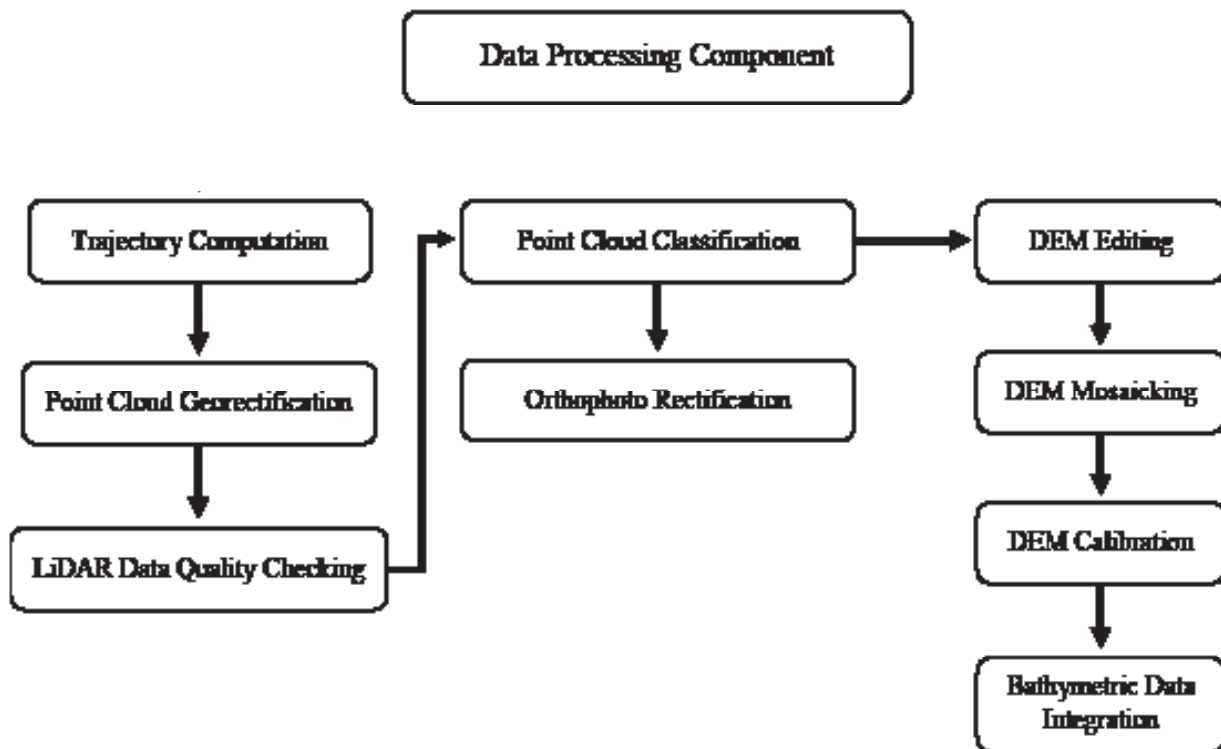 Data Processing Component
Trajectory Computation
Point Cloud Georectification
LiDAR Data Quality Checking
Point Cloud Classification
Orthophoto Rectification
DEM Editing
DEM Mosaicking
DEM Calibration
Bathymetric Data
Integration